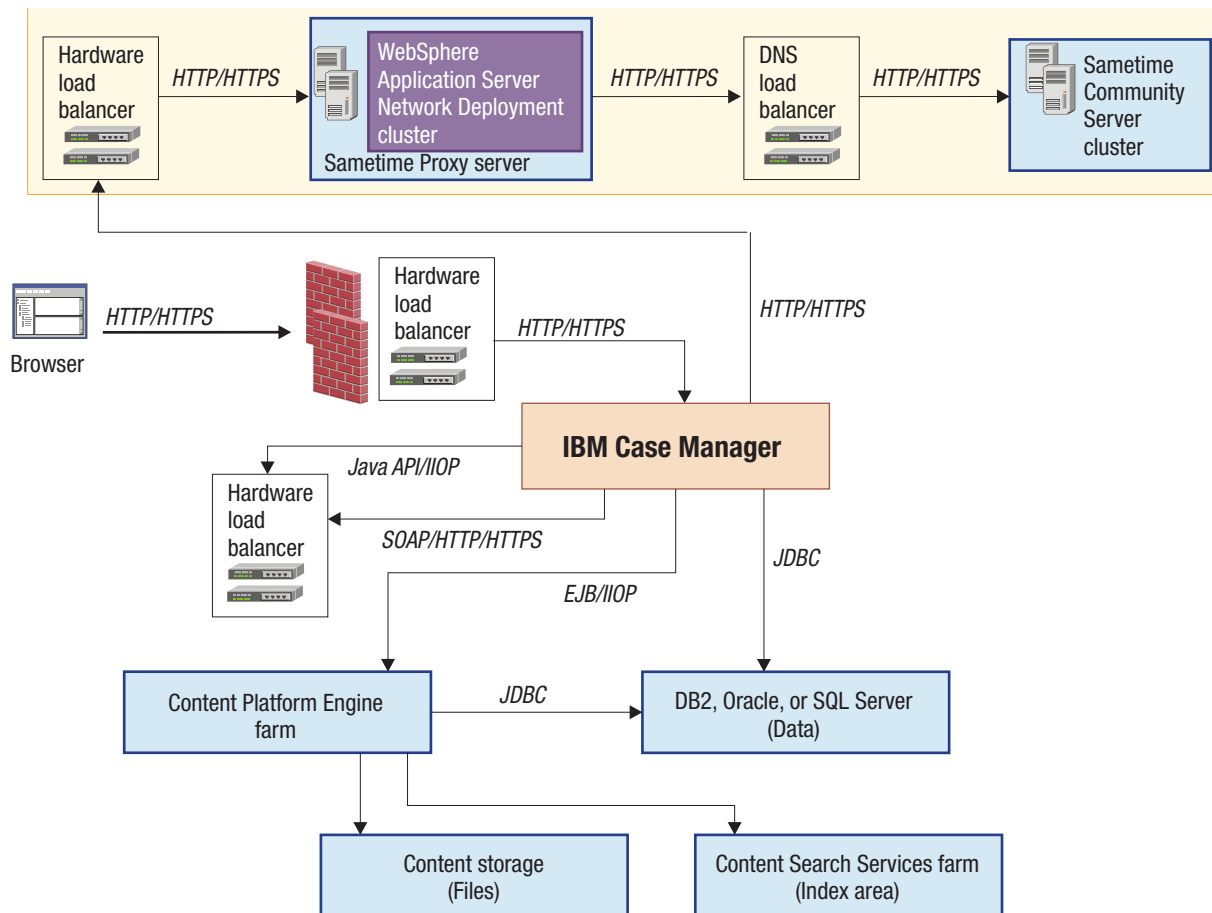 Hardware
load
balancer
HTTP/HTTPS
WebSphere
Application Server
Network Deployment
cluster
Sametime Proxy server
HTTP/HTTPS
DNS
load
balancer
HTTP/HTTPS
Sametime
Community
Server
cluster
Browser
HTTP/HTTPS
Hardware
load
balancer
HTTP/HTTPS
HTTP/HTTPS
IBM Case Manager
Java API/IIOP
Hardware
load
balancer
SOAP/HTTP/HTTPS
EJB/IIOP
JDBC
Content Platform Engine
farm
JDBC
DB2, Oracle, or SQL Server
(Data)
Content storage
(Files)
Content Search Services farm
(Index area)